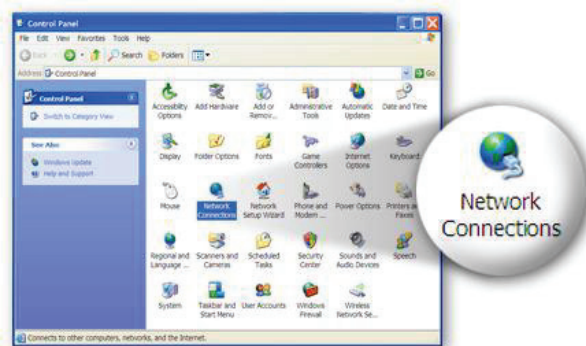 Control Panel
File Edit View Favorites Tools Help
Back Search Folders
Address Control Panel Go
Control Panel
Switch to Category View
See Also
Windows Update
Help and Support
Accessibility Options
Add Hardware
Add or Remov...
Administrative Tools
Automatic Updates
Date and Time
Display
Folder Options
Fonts
Game Controllers
Internet Options
Keyboard
Mouse
Network Connections
Network Setup Wizard
Phone and Modem ...
Power Options
Printers and Faxes
Regional and Language ...
Scanners and Cameras
Scheduled Tasks
Security Center
Sounds and Audio Devices
Speech
System
Taskbar and Start Menu
User Accounts
Windows Firewall
Wireless Network Se...
Connects to other computers, networks, and the Internet.
Network
Connections